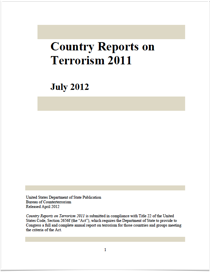 Country Reports on
Terrorism 2011
July 2012
United States Department of State Publication
Bureau of Counterterrorism
Released April 2012
Country Reports on Terrorism 2011 is submitted in compliance with Title 22 of the United
States Code, Section 2656f (the "Act"), which requires the Department of State to provide to
Congress a full and complete annual report on terrorism for those countries and groups meeting
the criteria of the Act.
1